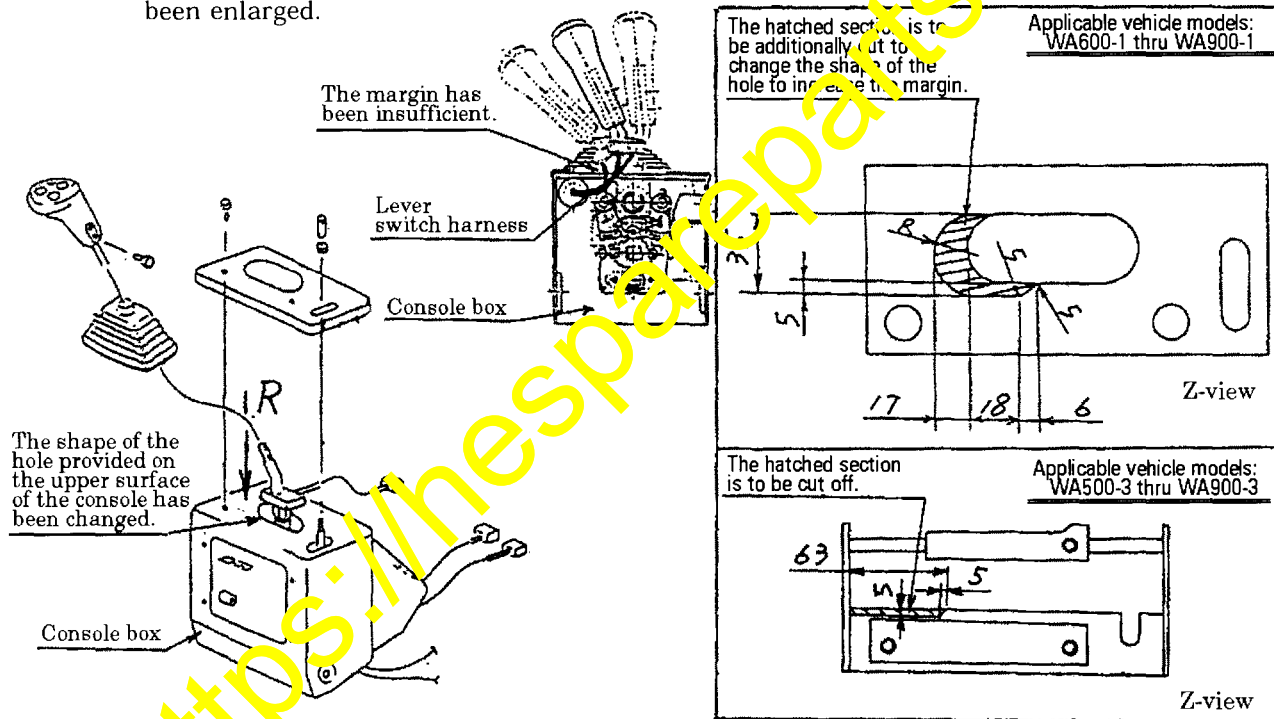 been enlarged.
The margin has
been insufficient.
Lever
switch harness
Console box
R
The shape of the
hole provided on
the upper surface
of the console has
been changed.
Console box
The hatched section is to
be additionally cut to
change the shape of the
hole to increase the margin.
Applicable vehicle models:
WA600-1 thru WA900-1
R
3
5
5
5
17 18 6
Z-view
The hatched section
is to be cut off.
Applicable vehicle models:
WA500-3 thru WA900-3
63
5
5
Z-view
https://hespareparts